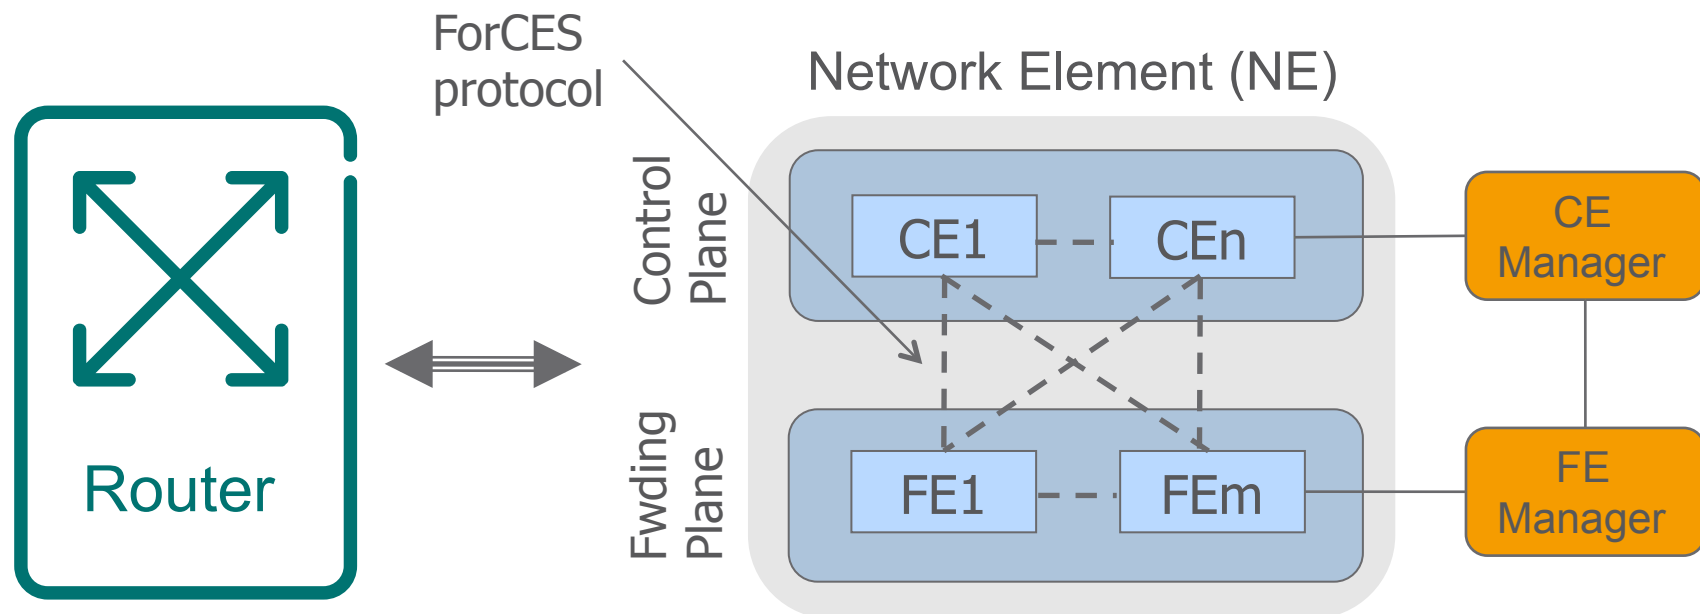 ForCES
protocol
Network Element (NE)
Router
Control
Plane
CE1
CEn
CE
Manager
Fwding
Plane
FE1
FEm
FE
Manager